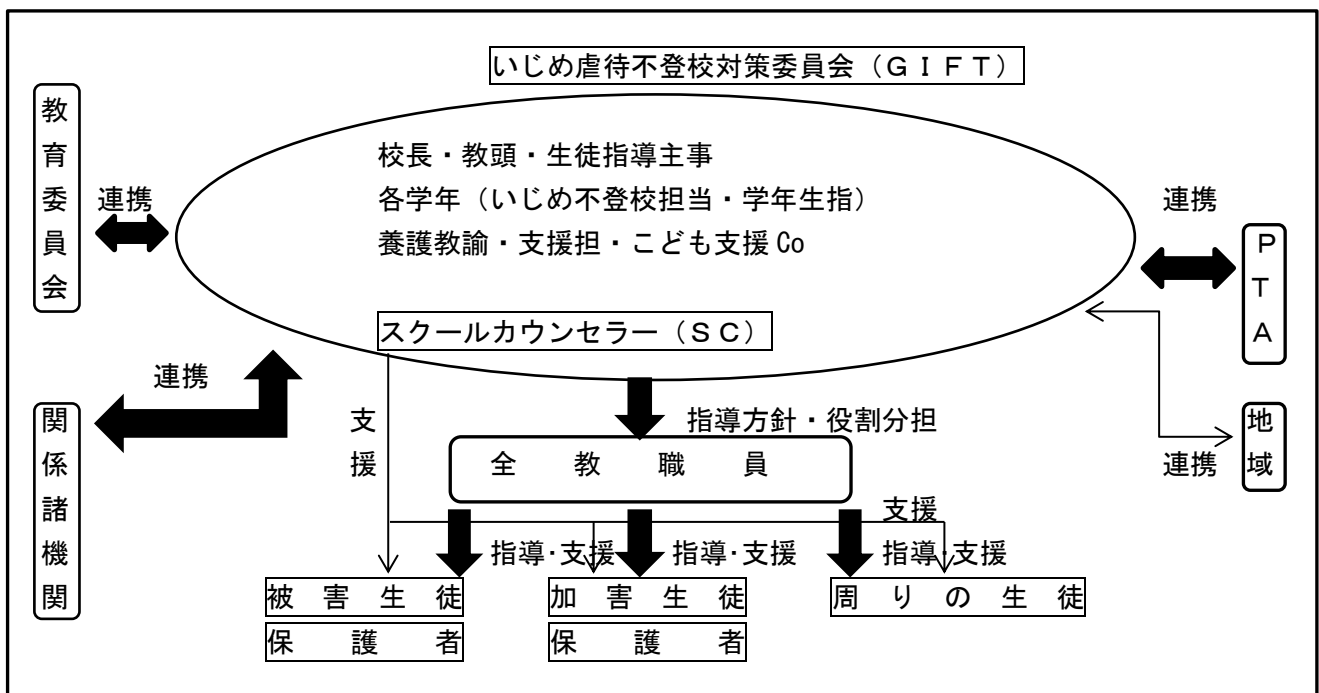 いじめ虐待不登校対策委員会（ＧＩＦＴ）
教育委員会
連携
校長・教頭・生徒指導主事
各学年（いじめ不登校担当・学年生指）
養護教諭・支援担・こども支援Co
連携
ＰＴＡ
スクールカウンセラー（ＳＣ）
連携
関係諸機関
支援
指導方針・役割分担
全教職員
連携
地域
支援
指導・支援
指導・支援
指導・支援
被害生徒
加害生徒
周りの生徒
保護者
保護者